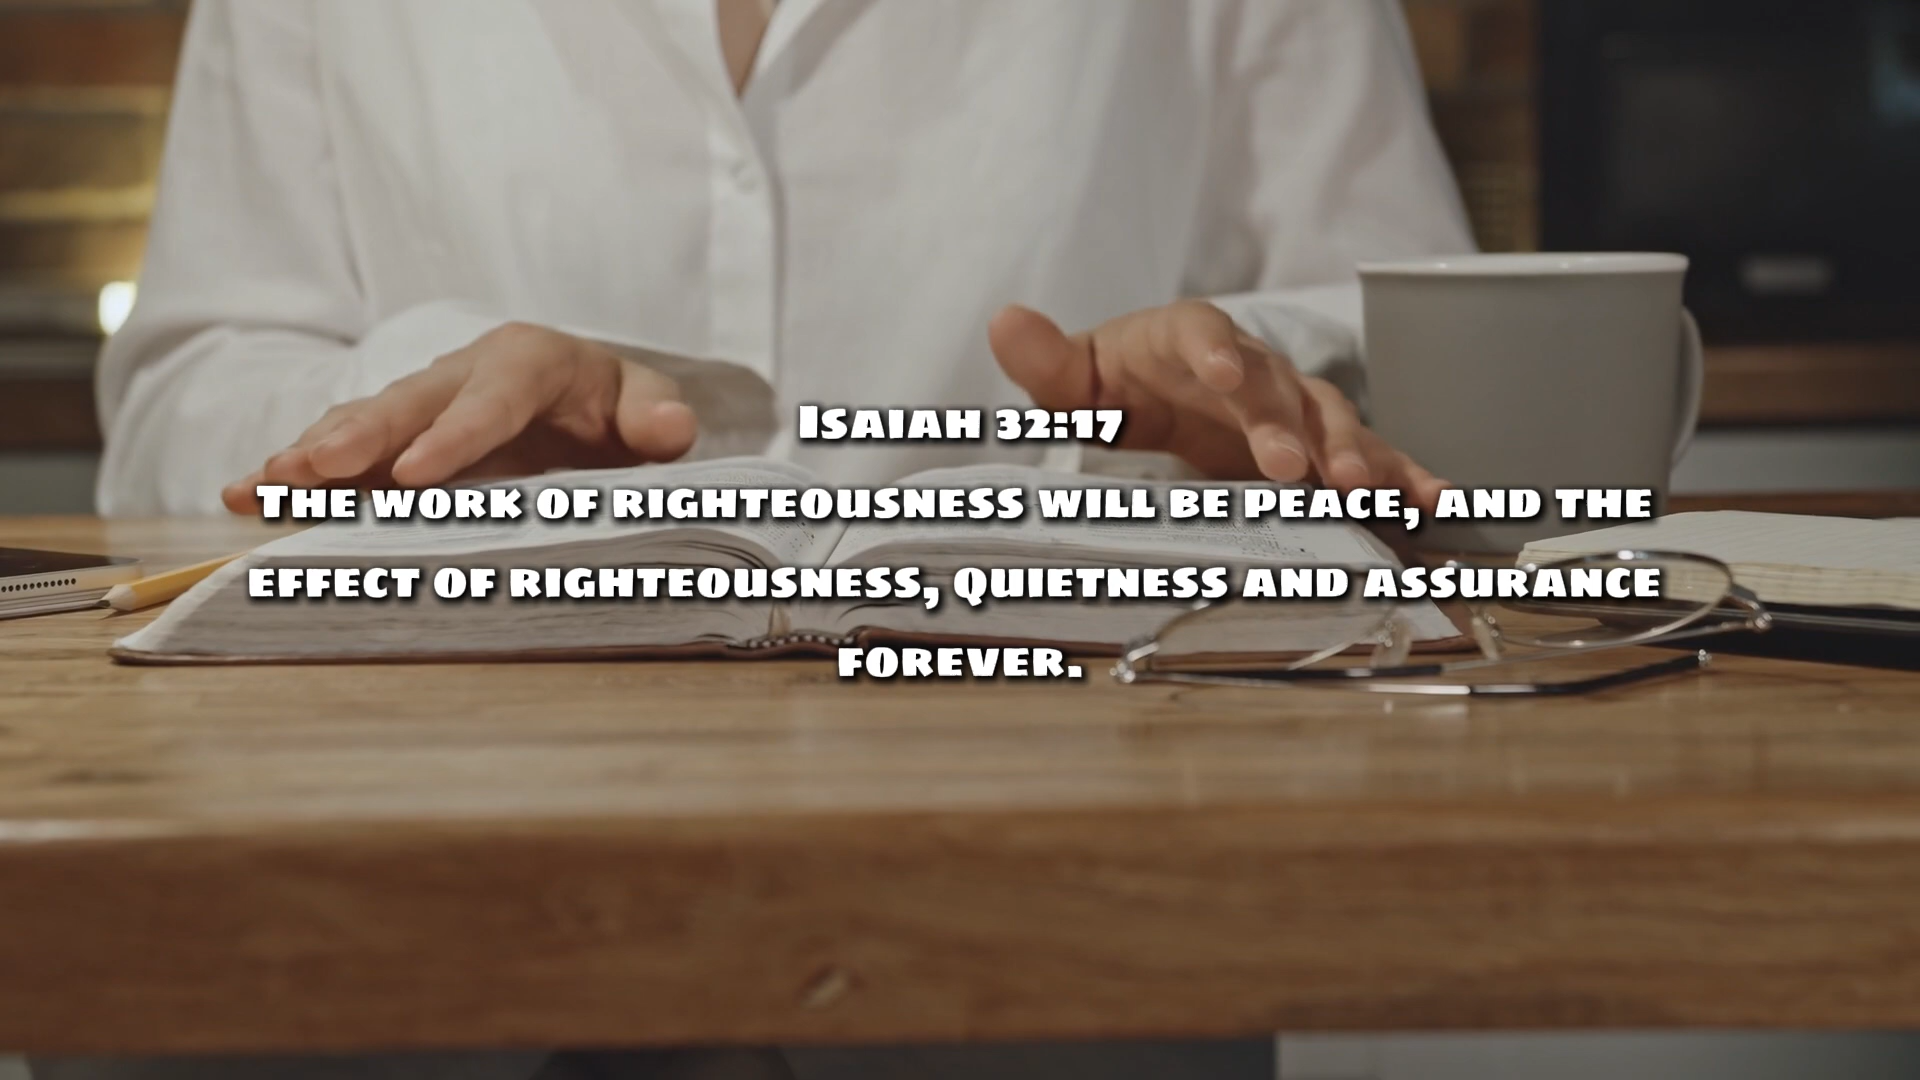 Isaiah 32:17
The work of righteousness will be peace, and the
effect of righteousness, quietness and assurance
forever.